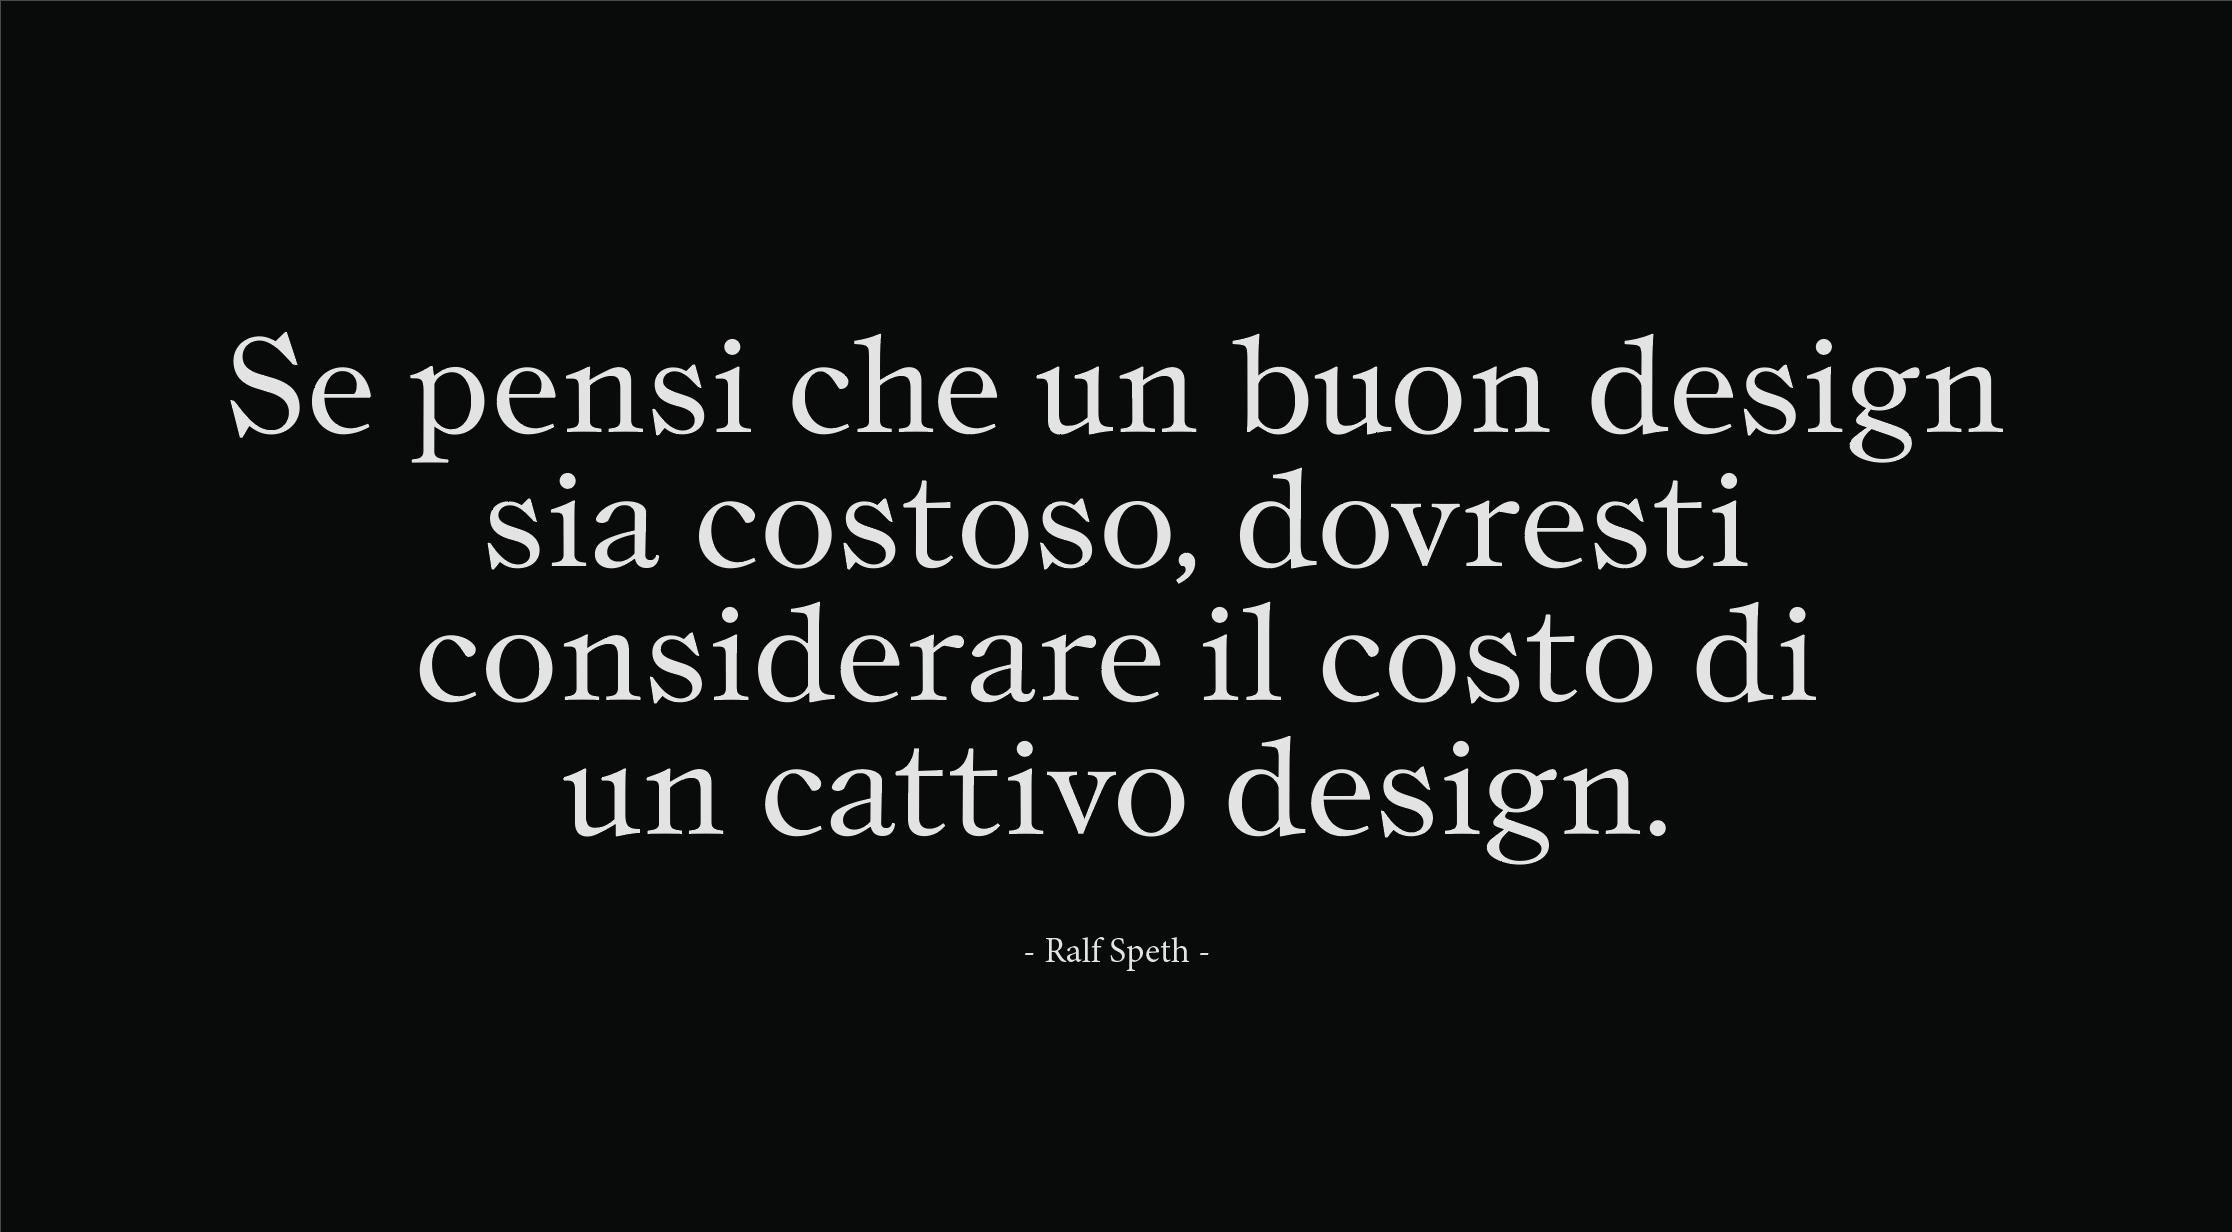 Se pensi che un buon design
sia costoso, dovresti
considerare il costo di
un cattivo design.
- Ralf Speth -